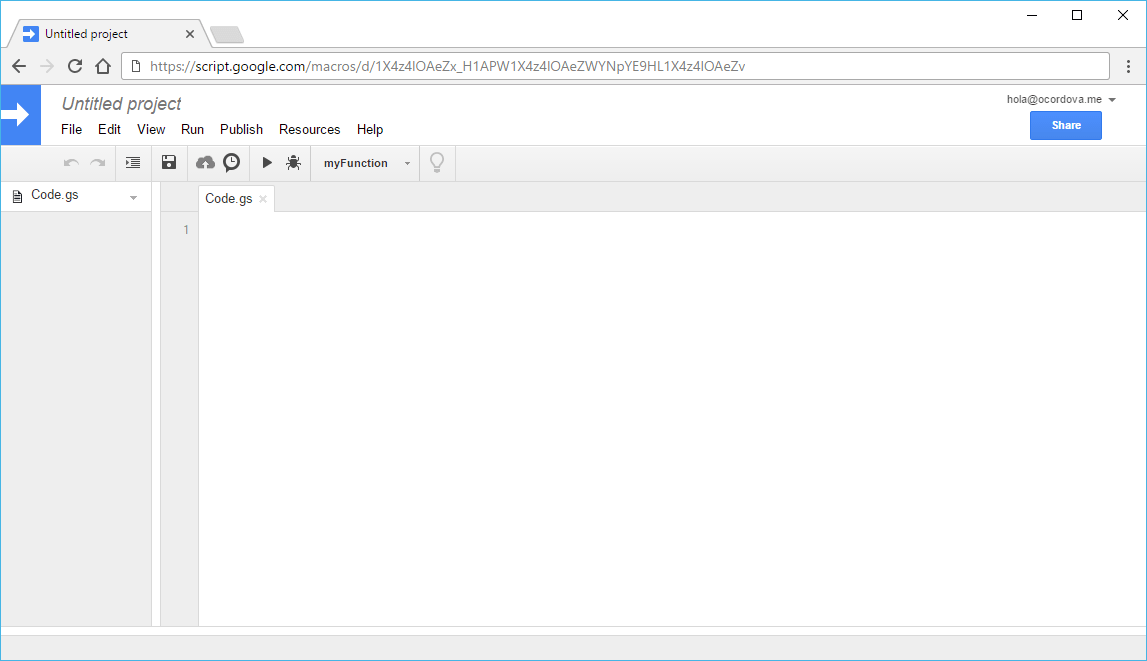 Untitled project
https://script.google.com/macros/d/1X4z4lOAeZx_H1APW1X4z4lOAeZWYNpYE9HL1X4z4lOAeZv
Untitled project
hola@ocordova.me
File Edit View Run Publish Resources Help
Share
myFunction
Code.gs
Code.gs
1